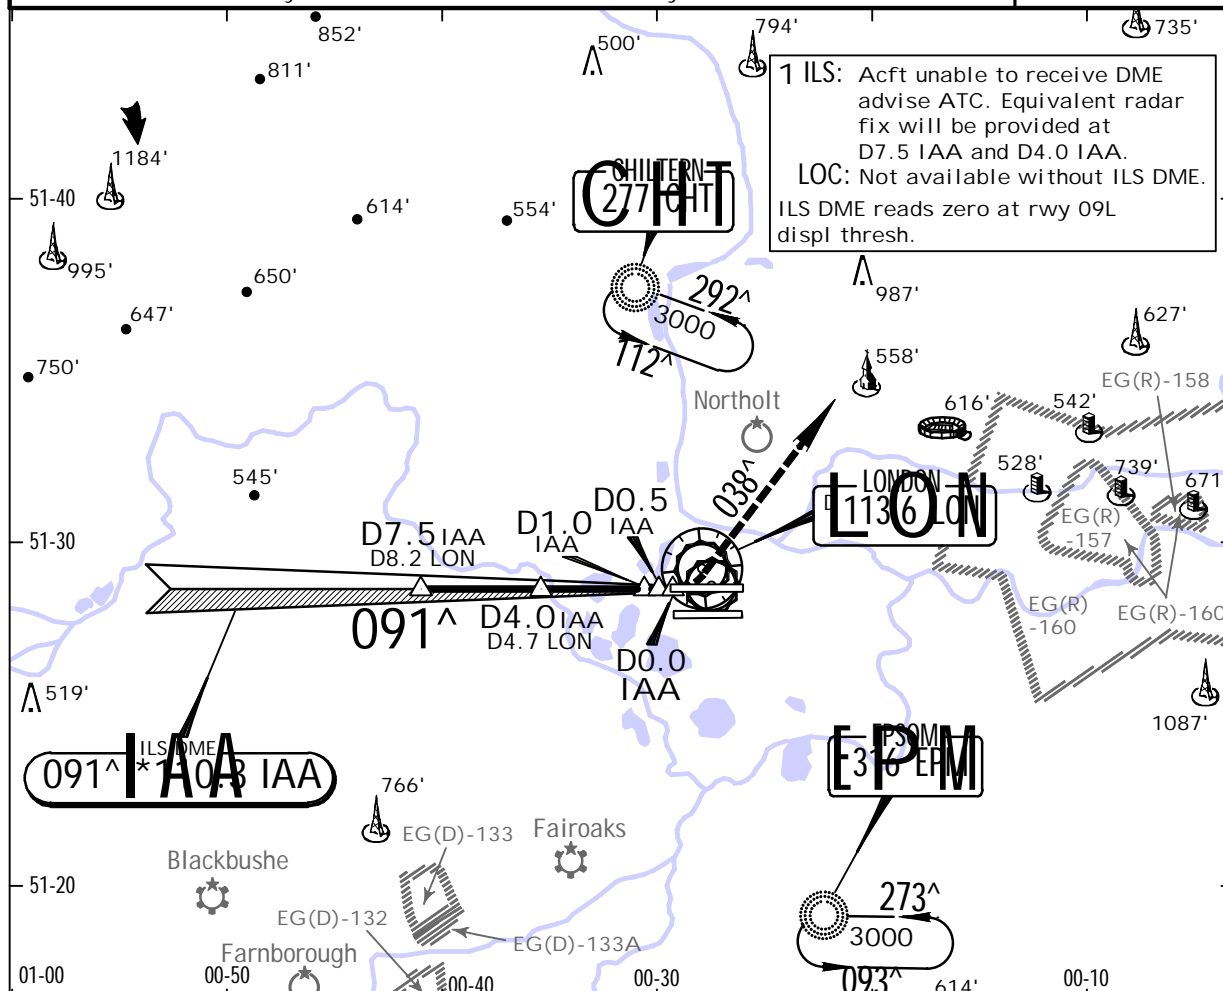 852'
811'
500'
794'
735'
1184'
1 ILS: Acft unable to receive DME
advise ATC. Equivalent radar
fix will be provided at
D7.5 IAA and D4.0 IAA.
LOC: Not available without ILS DME.
ILS DME reads zero at rwy 09L
displ thresh.
CHILTERN
277 CHT
CHT
51-40
614'
554'
995'
650'
647'
750'
292^
3000
112^
987'
627'
558'
EG(R)-158
Northolt
616'
542'
545'
038^
528'
739'
671'
LONDON
D 113.6 LON
LON
D7.5 IAA
D8.2 LON
D1.0
IAA
D0.5
IAA
51-30
EG(R)
-157
091^
D4.0 IAA
D4.7 LON
D0.0
IAA
EG(R)
-160
EG(R)-160
519'
1087'
ILS DME
091^ *110.3 IAA
IAA
EPSOM
316 EPM
EPM
766'
EG(D)-133
Fairoaks
Blackbushe
51-20
EG(D)-132
EG(D)-133A
Farnborough
273^
3000
093^
614'
01-00
00-50
00-40
00-30
00-10